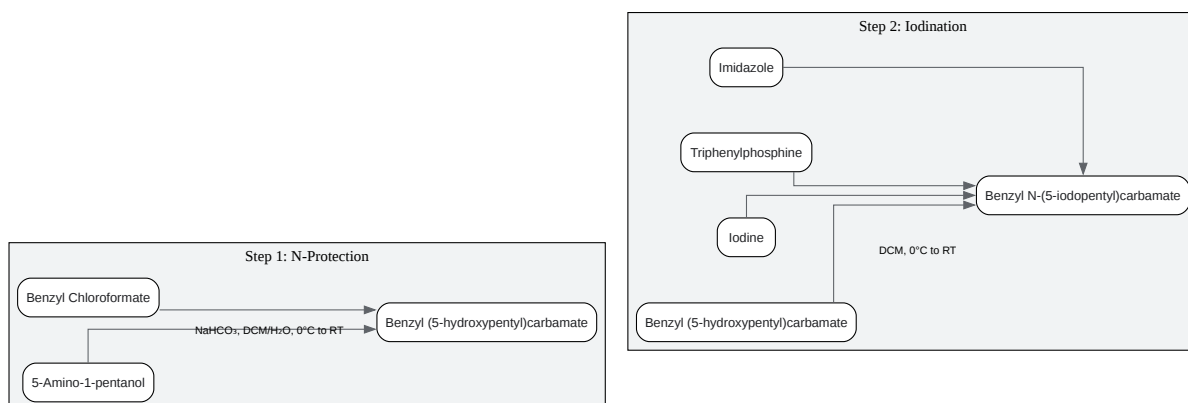 Step 1: N-Protection
Benzyl Chloroformate
NaHCO₃, DCM/H₂O, 0°C to RT
Benzyl (5-hydroxypentyl)carbamate
5-Amino-1-pentanol
Step 2: Iodination
Imidazole
Triphenylphosphine
Benzyl N-(5-iodopentyl)carbamate
Iodine
DCM, 0°C to RT
Benzyl (5-hydroxypentyl)carbamate